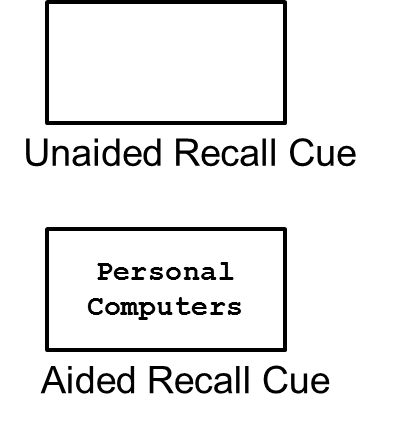 Unaided Recall Cue
Personal
Computers
Aided Recall Cue